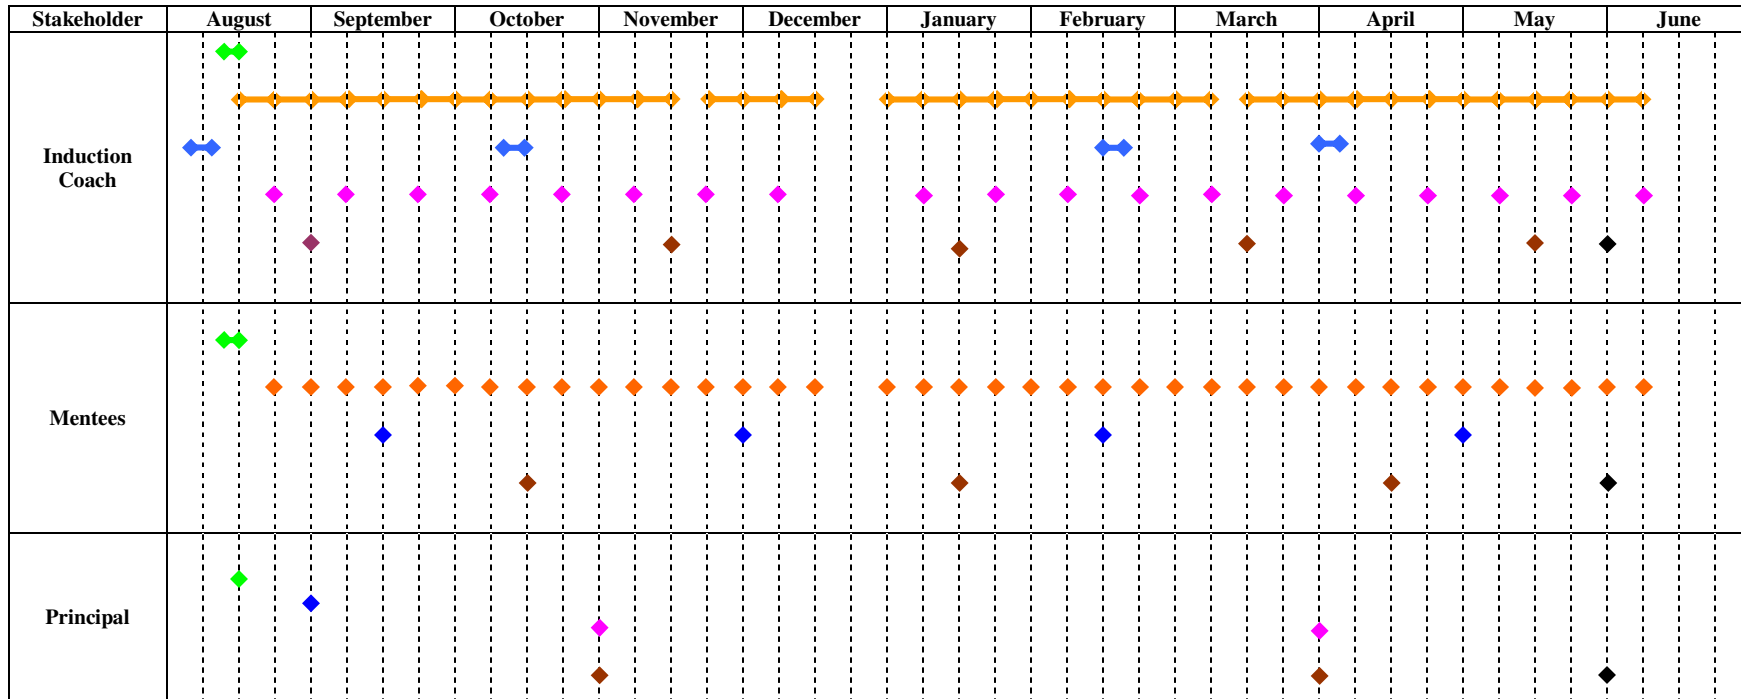 Stakeholder August September October November December January February March April May June
Induction
Coach
Mentees
Principal